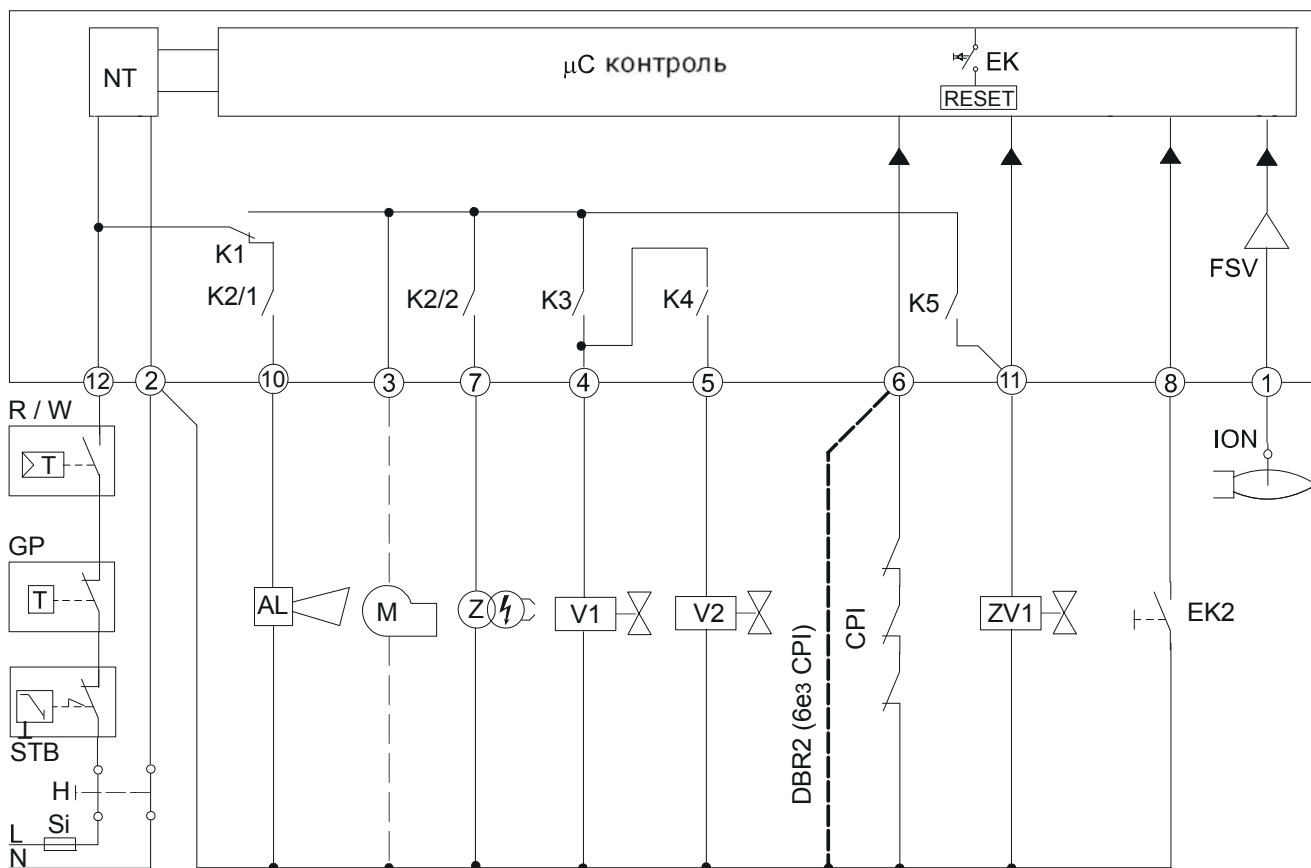 NT
μC контроль
EK
RESET
K1
FSV
K2/1
K2/2
K3
K4
K5
12
2
10
3
7
4
5
6
11
8
1
R / W
T
ION
GP
T
AL
M
Z
V1
V2
DBR2 (без CPI)
CPI
ZV1
EK2
STB
H
Si
L
N